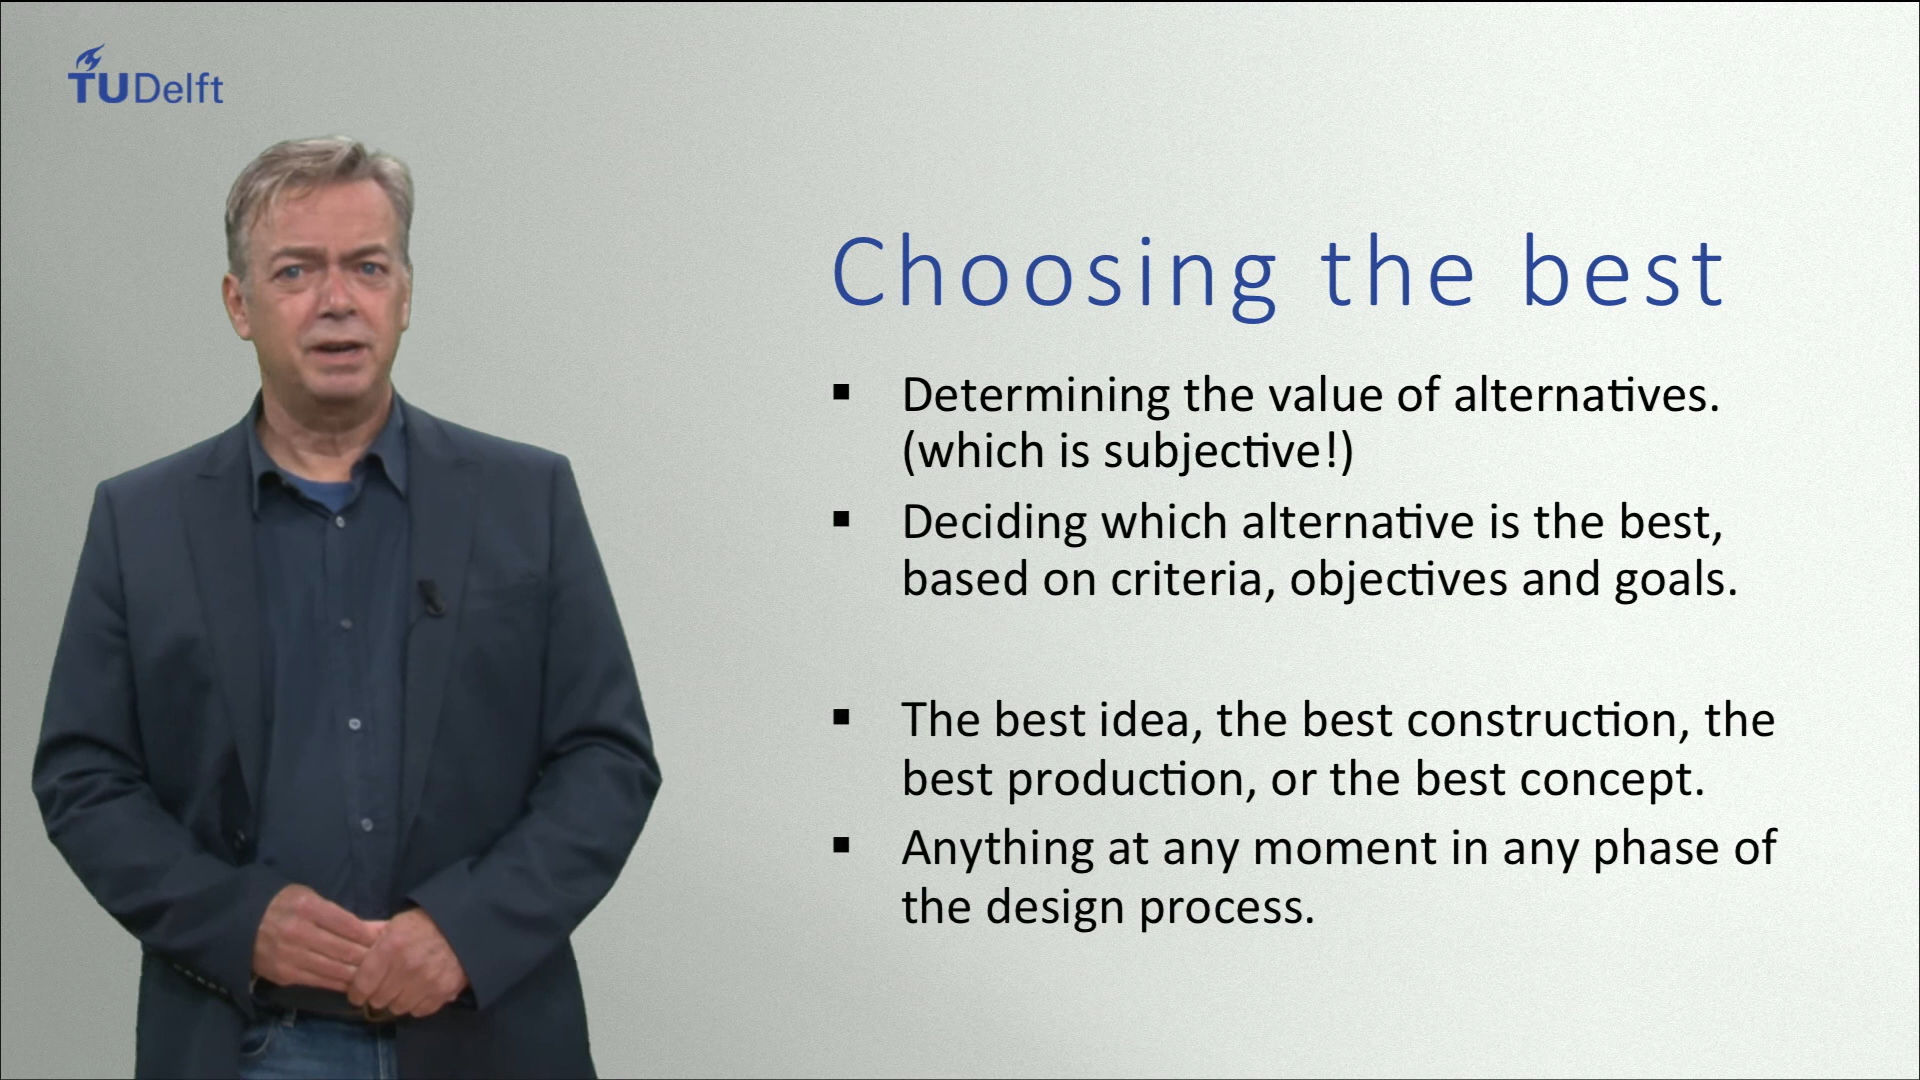 TU Delft
Choosing the best
▪ Determining the value of alternatives.
(which is subjective!)
▪ Deciding which alternative is the best,
based on criteria, objectives and goals.
▪ The best idea, the best construction, the
best production, or the best concept.
▪ Anything at any moment in any phase of
the design process.